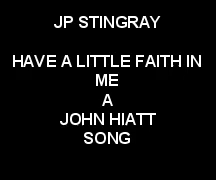 JP STINGRAY
HAVE A LITTLE FAITH IN
ME
A
JOHN HIATT
SONG